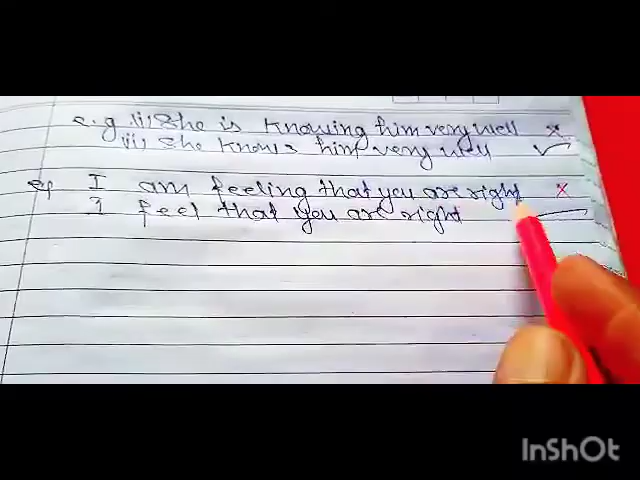 e.g (i) She is knowing him very well ×
(ii) She knows him very well ✓
eg I am feeling that you are right ×
I feel that you are right
InShOt